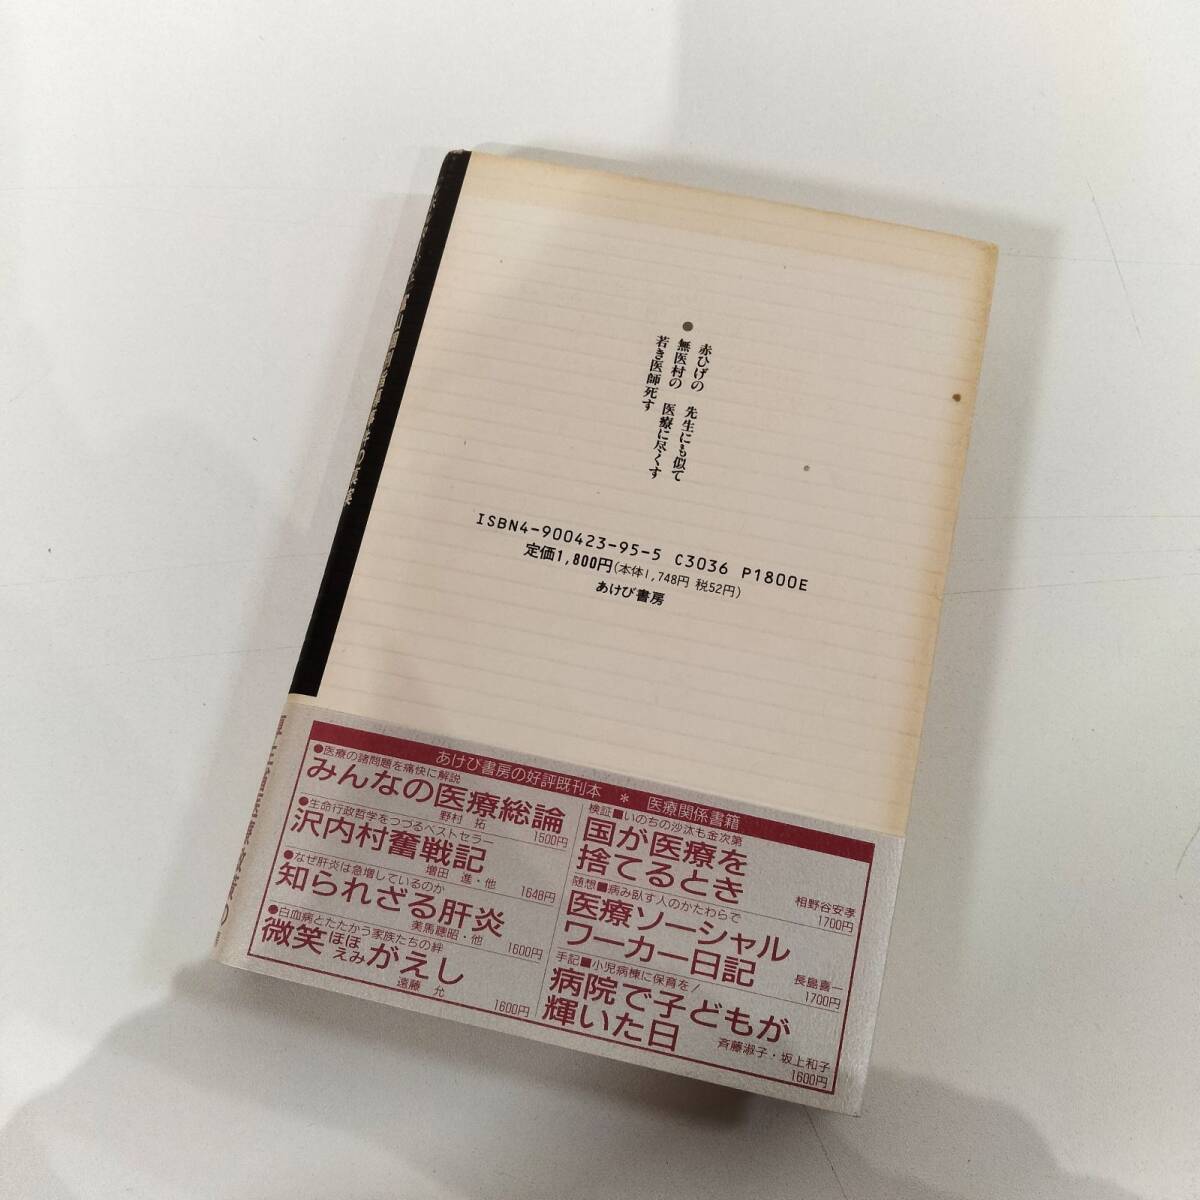 赤ひげの 先生にも似て
無医村の 医療に尽くす
若き医師死す
ISBN4-900423-95-5 C3036 P1800E
定価1,800円(本体1,748円 税52円)
あけび書房
あけび書房の好評既刊本 * 医療関係書籍
●医療の諸問題を痛快に解説
みんなの医療総論
野村 拓
1500円
●生命行政哲学をつづるベストセラー
沢内村奮戦記
増田 進・他
1648円
●なぜ肝炎は急増しているのか
知られざる肝炎
美馬聰昭・他
1600円
●白血病とたたかう家族たちの絆
微笑ほほえみがえし
遠藤 允
1600円
検証■いのちの沙汰も金次第
国が医療を
捨てるとき
相野谷安孝
1700円
随想■病み臥す人のかたわらで
医療ソーシャル
ワーカー日記
長島喜一
1700円
手記■小児病棟に保育を！
病院で子どもが
輝いた日
斉藤淑子・坂上和子
1600円